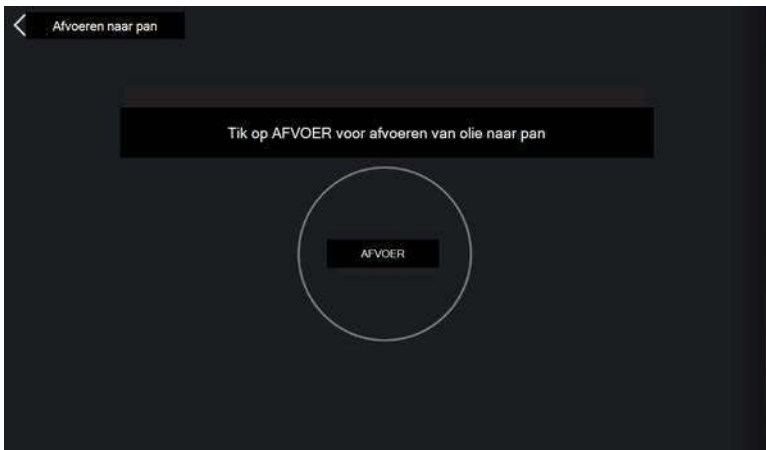 Afvoeren naar pan
Tik op AFVOER voor afvoeren van olie naar pan
AFVOER